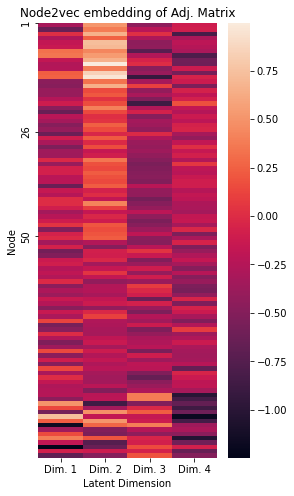 Node2vec embedding of Adj. Matrix
1
26
50
Node
Dim. 1 Dim. 2 Dim. 3 Dim. 4
Latent Dimension
0.75
0.50
0.25
0.00
−0.25
−0.50
−0.75
−1.00